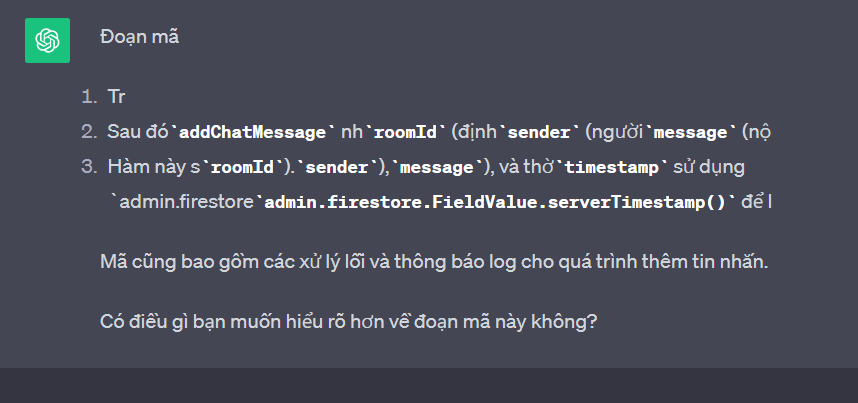 Đoạn mã
1. Tr
2. Sau đó`addChatMessage` nh`roomId` (định`sender` (người`message` (nộ
3. Hàm này s`roomId`).`sender`),`message`), và thờ`timestamp` sử dụng
`admin.firestore`admin.firestore.FieldValue.serverTimestamp()` để l
Mã cũng bao gồm các xử lý lỗi và thông báo log cho quá trình thêm tin nhắn.
Có điều gì bạn muốn hiểu rõ hơn về đoạn mã này không?